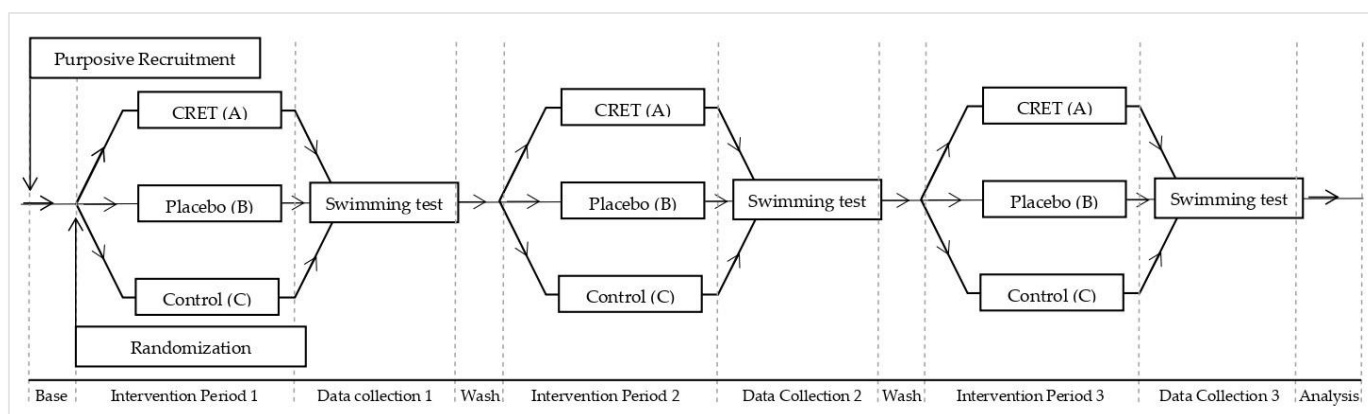 Purposive Recruitment
CRET (A)
Placebo (B)
Control (C)
Swimming test
Randomization
CRET (A)
Placebo (B)
Control (C)
Swimming test
CRET (A)
Placebo (B)
Control (C)
Swimming test
Base Intervention Period 1 Data collection 1 Wash Intervention Period 2 Data Collection 2 Wash Intervention Period 3 Data Collection 3 Analysis